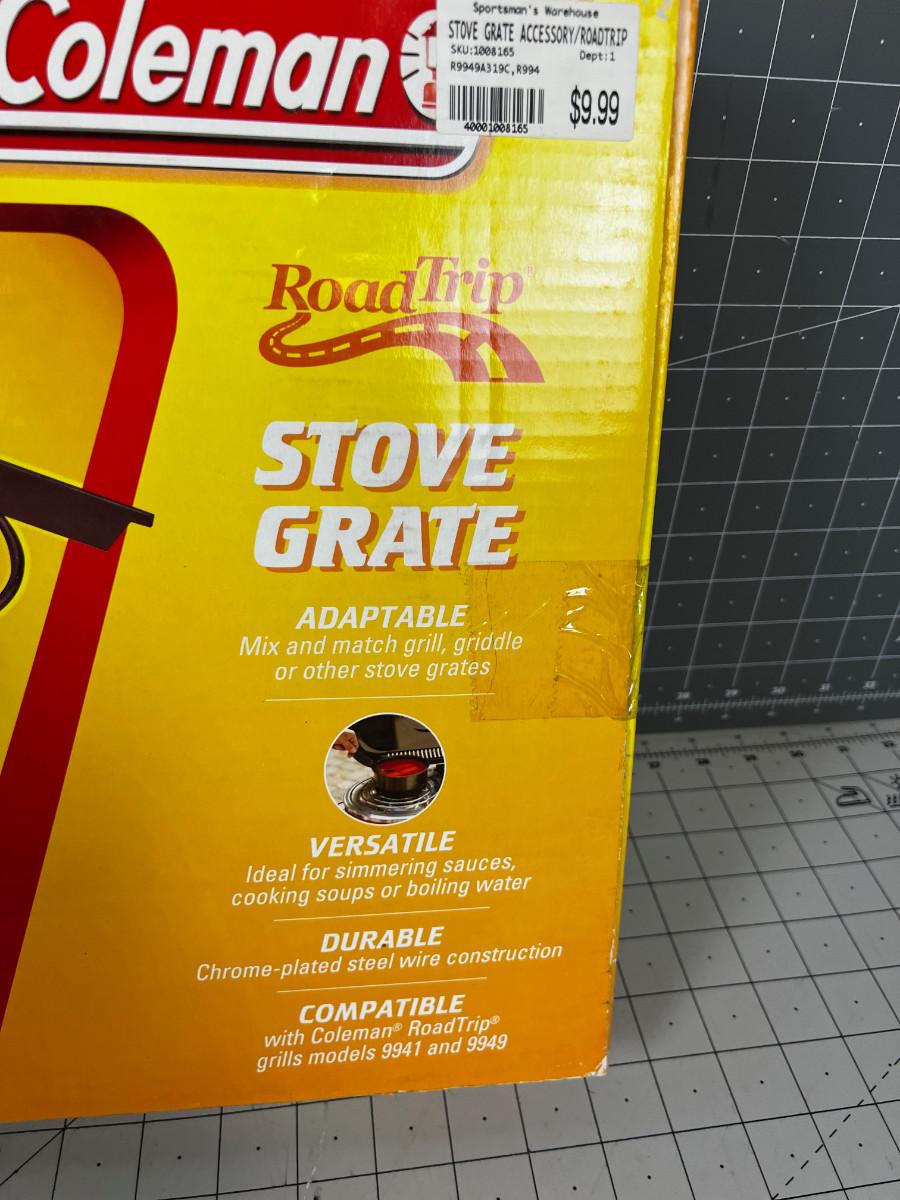 Coleman
Sportsman's Warehouse
STOVE GRATE ACCESSORY/ROADTRIP
SKU:1008165 Dept:1
R9949A319C,R994
$9.99
40001008165
RoadTrip®
STOVE
GRATE
ADAPTABLE
Mix and match grill, griddle
or other stove grates
VERSATILE
Ideal for simmering sauces,
cooking soups or boiling water
DURABLE
Chrome-plated steel wire construction
COMPATIBLE
with Coleman® RoadTrip®
grills models 9941 and 9949